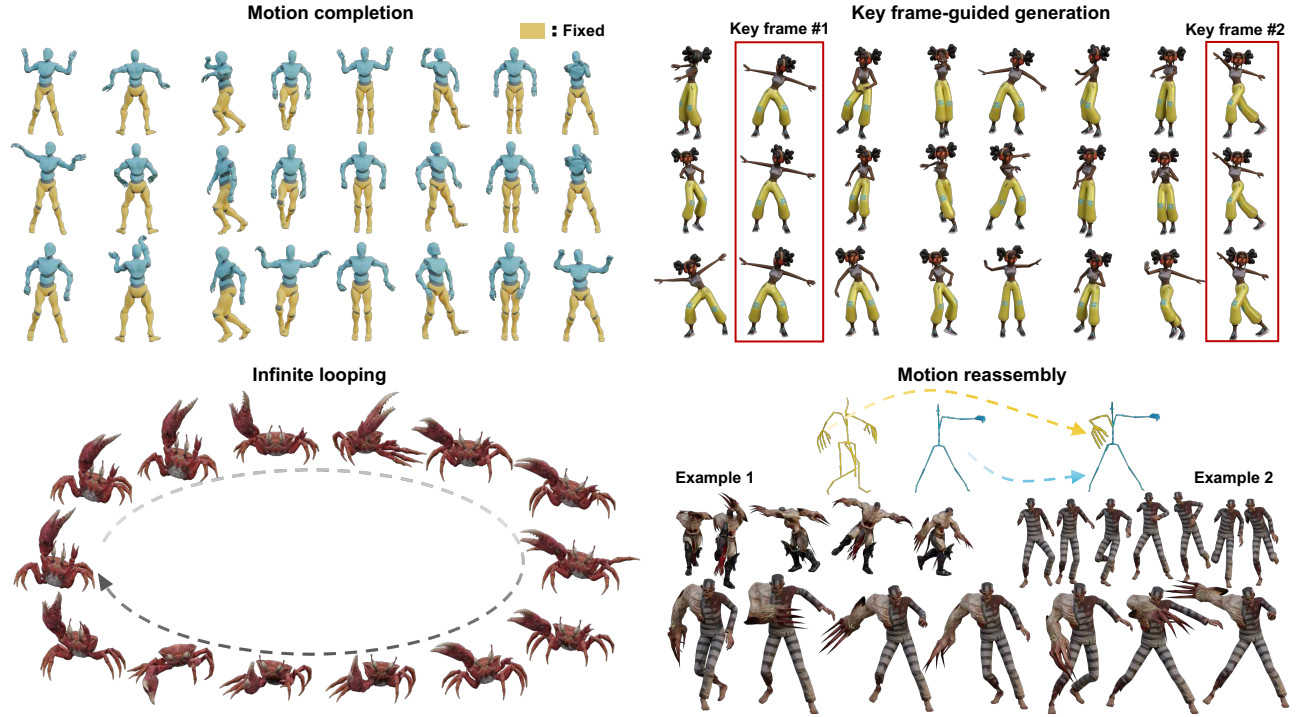 Motion completion
: Fixed
Key frame-guided generation
Key frame #1
Key frame #2
Infinite looping
Motion reassembly
Example 1
Example 2